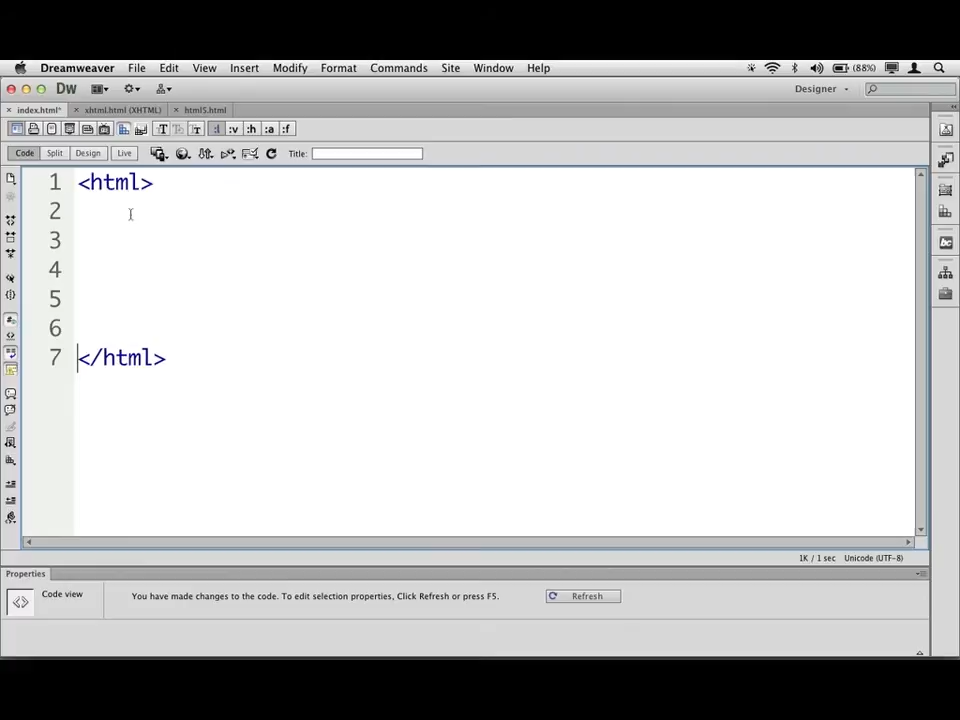 Dreamweaver File Edit View Insert Modify Format Commands Site Window Help (88%)
Dw Designer
index.html* xhtml.html (XHTML) html5.html
:l :v :h :a :f
Code Split Design Live Title:
1 <html>
2
3
4
5
6
7 </html>
1K / 1 sec Unicode (UTF-8)
Properties
Code view You have made changes to the code. To edit selection properties, Click Refresh or press F5. Refresh